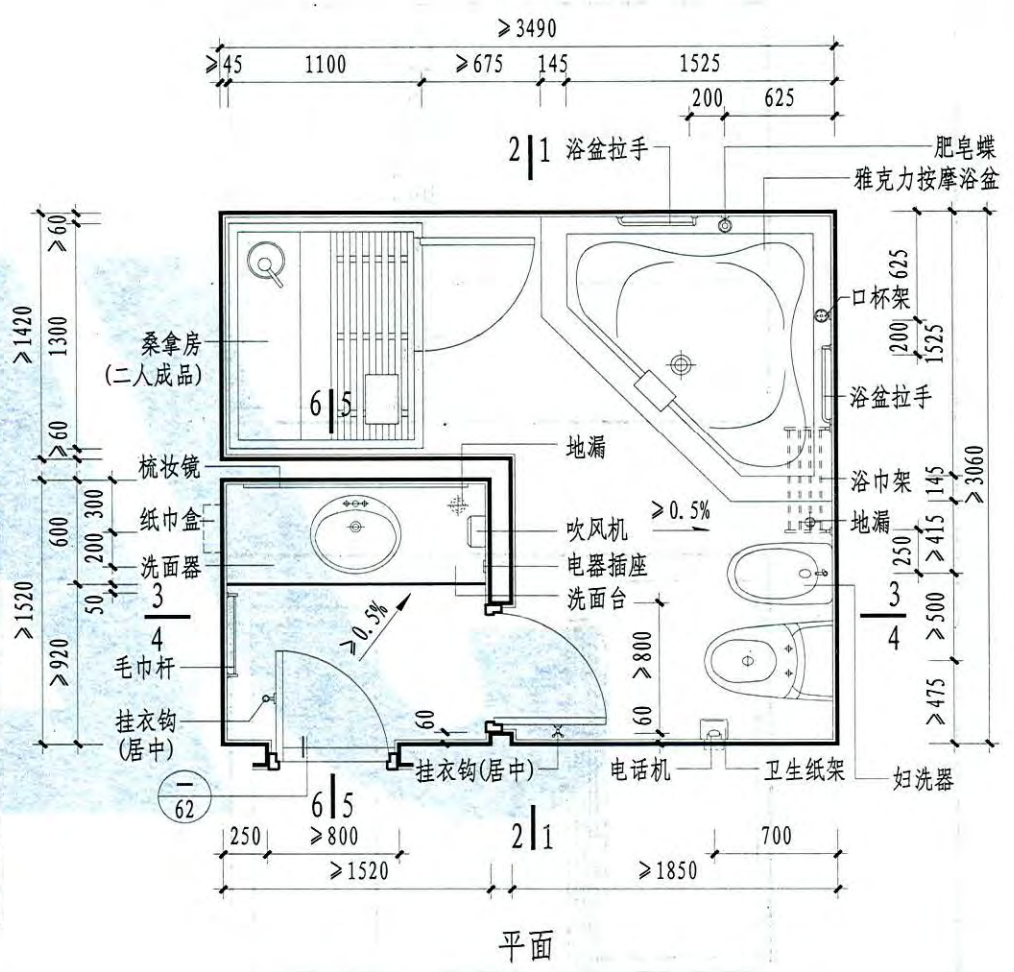 ≥3490
≥45 1100 ≥675 145 1525
200 625
2 1 浴盆拉手 肥皂蝶
雅克力按摩浴盆
≥60
625
口杯架
≥1420
1300
桑拿房
(二人成品)
200
1525
浴盆拉手
6 5
≥60
地漏
梳妆镜
浴巾架
145
≥3060
300
纸巾盒
吹风机
≥0.5%
地漏
600
200
洗面器
电器插座
250
≥415
50
洗面台
3
4
3
4
≥1520
≥0.5%
≥800
≥500
≥920
毛巾杆
挂衣钩
(居中)
60
60
≥475
挂衣钩(居中) 电话机 卫生纸架 妇洗器
—
62
6 5
2 1
250 ≥800 700
≥1520 ≥1850
平面